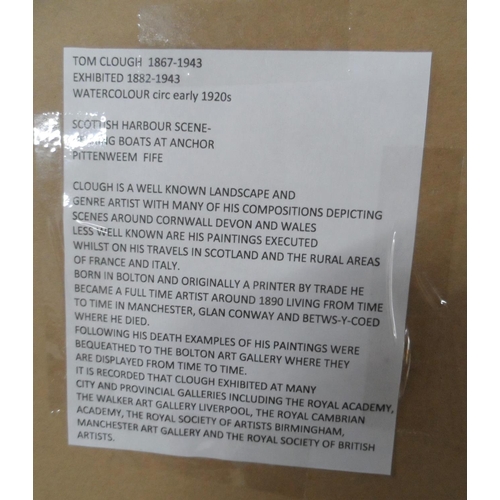 TOM CLOUGH 1867-1943
EXHIBITED 1882-1943
WATERCOLOUR circ early 1920s
SCOTTISH HARBOUR SCENE-
BOATS AT ANCHOR
PITTENWEEM FIFE
CLOUGH IS A WELL KNOWN LANDSCAPE AND
GENRE ARTIST WITH MANY OF HIS COMPOSITIONS DEPICTING
SCENES AROUND CORNWALL DEVON AND WALES
LESS WELL KNOWN ARE HIS PAINTINGS EXECUTED
WHILST ON HIS TRAVELS IN SCOTLAND AND THE RURAL AREAS
OF FRANCE AND ITALY.
BORN IN BOLTON AND ORIGINALLY A PRINTER BY TRADE HE
BECAME A FULL TIME ARTIST AROUND 1890 LIVING FROM TIME
TO TIME IN MANCHESTER, GLAN CONWAY AND BETWS-Y-COED
WHERE HE DIED.
FOLLOWING HIS DEATH EXAMPLES OF HIS PAINTINGS WERE
BEQUEATHED TO THE BOLTON ART GALLERY WHERE THEY
ARE DISPLAYED FROM TIME TO TIME.
IT IS RECORDED THAT CLOUGH EXHIBITED AT MANY
CITY AND PROVINCIAL GALLERIES INCLUDING THE ROYAL ACADEMY,
THE WALKER ART GALLERY LIVERPOOL, THE ROYAL CAMBRIAN
ACADEMY, THE ROYAL SOCIETY OF ARTISTS BIRMINGHAM,
MANCHESTER ART GALLERY AND THE ROYAL SOCIETY OF BRITISH
ARTISTS.